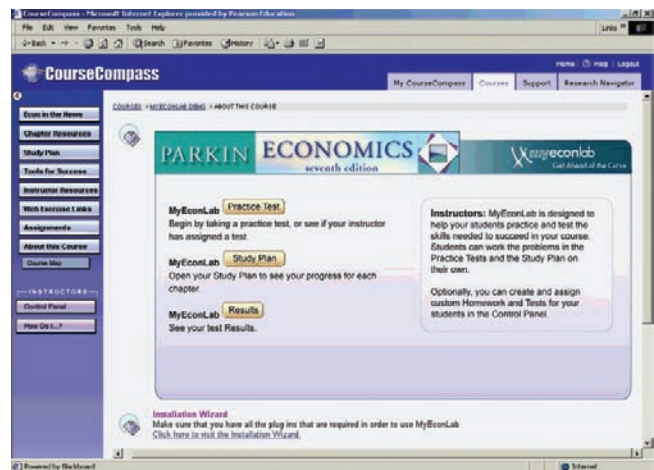 CourseCompass - Microsoft Internet Explorer provided by Pearson Education
File Edit View Favorites Tools Help
Links
Back Search Favorites History
CourseCompass
Home Help Logout
My CourseCompass Courses Support Research Navigator
COURSES > MYECONLAB DEMO > ABOUT THIS COURSE
Econ in the News
Chapter Resources
Study Plan
Tools for Success
Instructor Resources
Web Exercise Links
Assignments
About this Course
Course Map
INSTRUCTORS
Control Panel
How Do I...?
PARKIN ECONOMICS
seventh edition
myeconlab
Get Ahead of the Curve
MyEconLab Practice Test
Begin by taking a practice test, or see if your instructor
has assigned a test.
MyEconLab Study Plan
Open your Study Plan to see your progress for each
chapter.
MyEconLab Results
See your test Results.
Instructors: MyEconLab is designed to
help your students practice and test the
skills needed to succeed in your course.
Students can work the problems in the
Practice Tests and the Study Plan on
their own.
Optionally, you can create and assign
custom Homework and Tests for your
students in the Control Panel.
Installation Wizard
Make sure that you have all the plug ins that are required in order to use MyEconLab
Click here to visit the Installation Wizard.
Powered by Blackboard
Internet